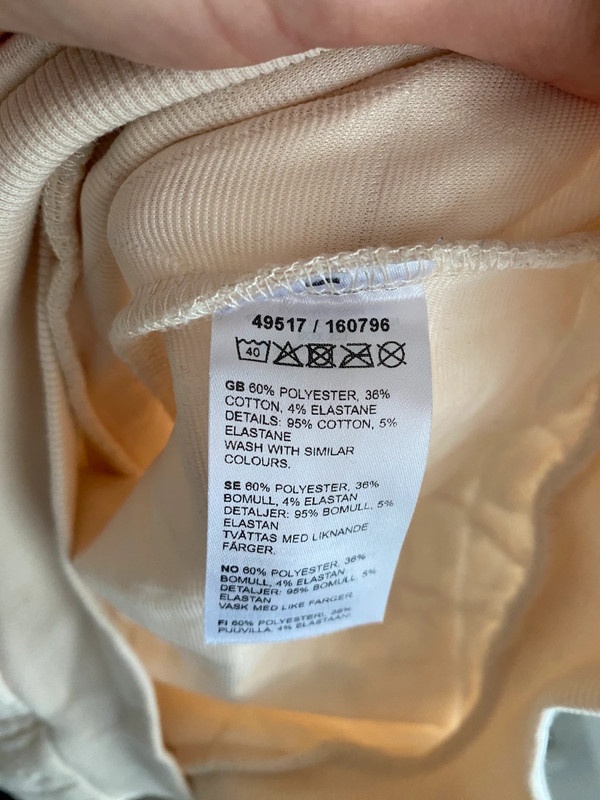 49517 / 160796
40
GB 60% POLYESTER, 36%
COTTON, 4% ELASTANE
DETAILS: 95% COTTON, 5%
ELASTANE
WASH WITH SIMILAR
COLOURS.
SE 60% POLYESTER, 36%
BOMULL, 4% ELASTAN
DETALJER: 95% BOMULL, 5%
ELASTAN
TVÄTTAS MED LIKNANDE
FÄRGER.
NO 60% POLYESTER, 36%
BOMULL, 4% ELASTAN
DETALJER: 95% BOMULL, 5%
ELASTAN
VASK MED LIKE FARGER.
FI 60% POLYESTERI, 36%
PUUVILLA, 4% ELASTAANI